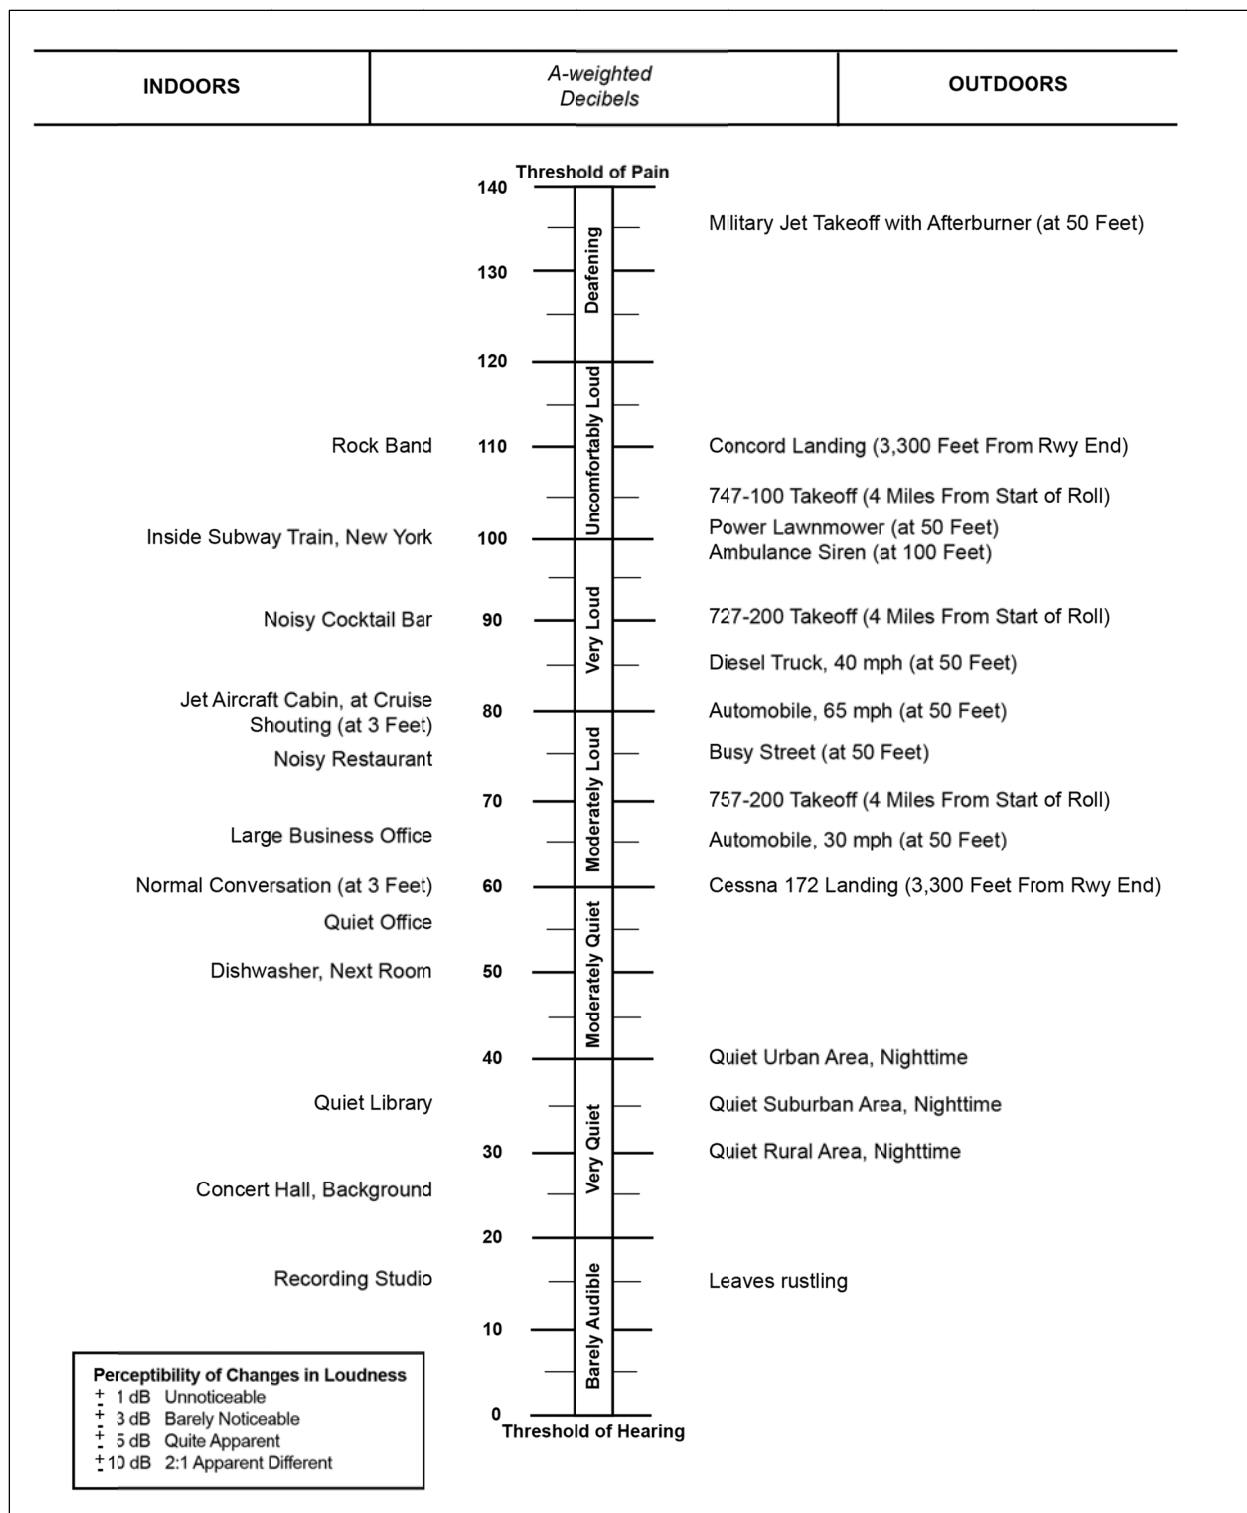 INDOORS
A-weighted
Decibels
OUTDOORS
Threshold of Pain
140
Military Jet Takeoff with Afterburner (at 50 Feet)
Deafening
130
120
Uncomfortably Loud
Rock Band
110
Concord Landing (3,300 Feet From Rwy End)
747-100 Takeoff (4 Miles From Start of Roll)
Inside Subway Train, New York
100
Power Lawnmower (at 50 Feet)
Ambulance Siren (at 100 Feet)
Very Loud
Noisy Cocktail Bar
90
727-200 Takeoff (4 Miles From Start of Roll)
Diesel Truck, 40 mph (at 50 Feet)
Jet Aircraft Cabin, at Cruise
Shouting (at 3 Feet)
80
Automobile, 65 mph (at 50 Feet)
Moderately Loud
Noisy Restaurant
Busy Street (at 50 Feet)
70
757-200 Takeoff (4 Miles From Start of Roll)
Large Business Office
Automobile, 30 mph (at 50 Feet)
Normal Conversation (at 3 Feet)
60
Cessna 172 Landing (3,300 Feet From Rwy End)
Moderately Quiet
Quiet Office
Dishwasher, Next Room
50
40
Quiet Urban Area, Nighttime
Very Quiet
Quiet Library
Quiet Suburban Area, Nighttime
30
Quiet Rural Area, Nighttime
Concert Hall, Background
20
Barely Audible
Recording Studio
Leaves rustling
10
0
Threshold of Hearing
Perceptibility of Changes in Loudness
± 1 dB Unnoticeable
± 3 dB Barely Noticeable
± 5 dB Quite Apparent
± 10 dB 2:1 Apparent Different